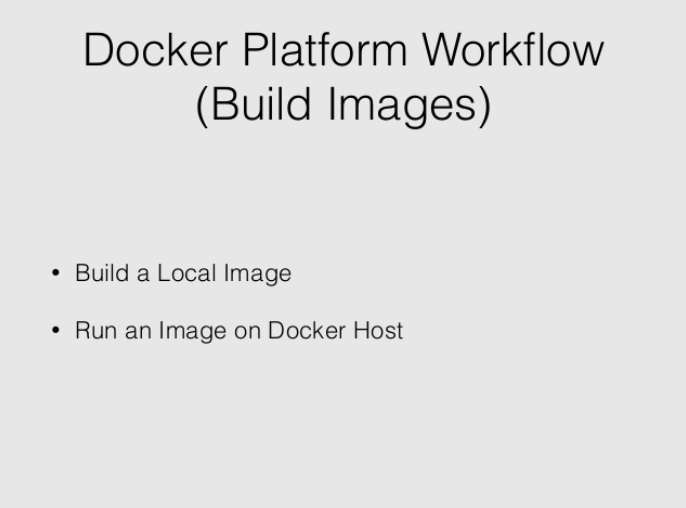 Docker Platform Workflow
(Build Images)
• Build a Local Image
• Run an Image on Docker Host